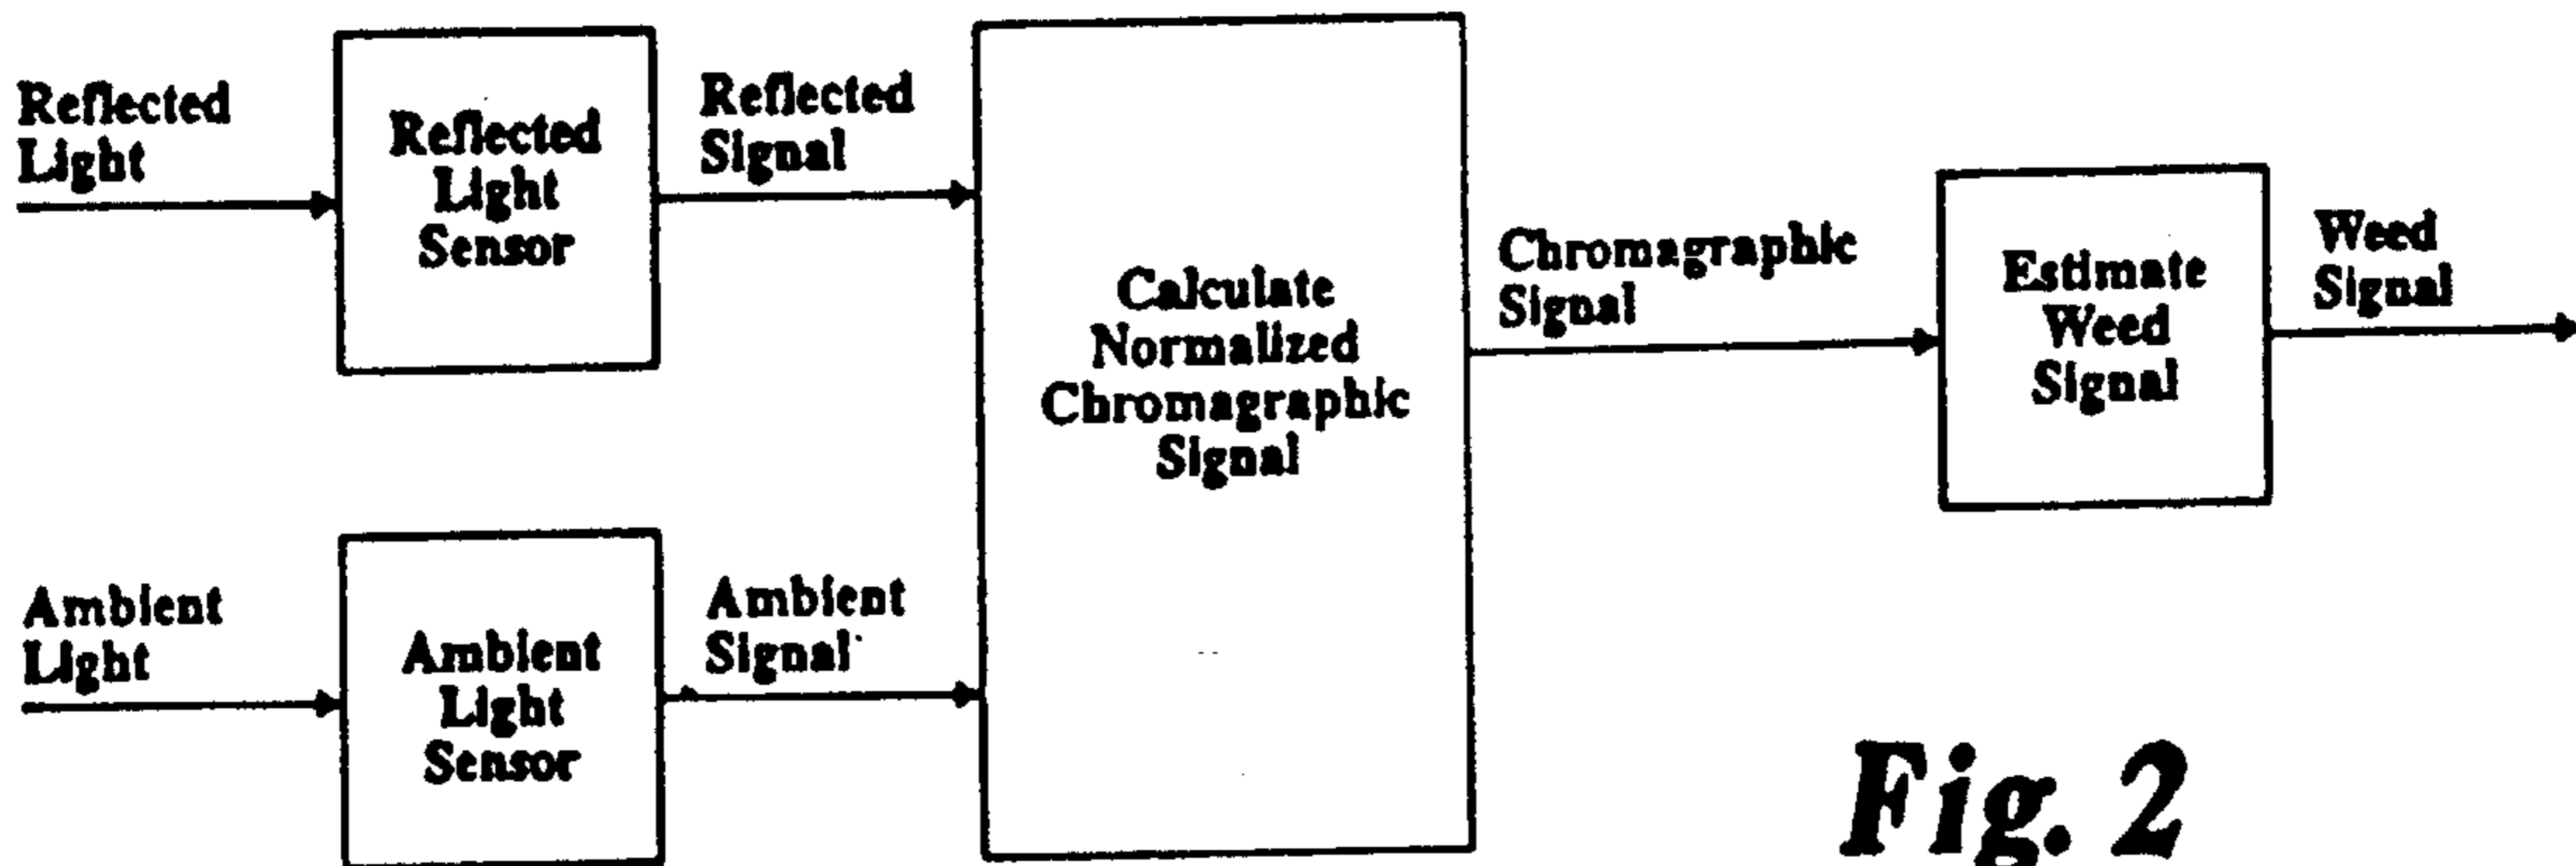 Reflected
Light
Reflected
Light
Sensor
Reflected
Signal
Ambient
Light
Ambient
Light
Sensor
Ambient
Signal
Calculate
Normalized
Chromagraphic
Signal
Chromagraphic
Signal
Estimate
Weed
Signal
Weed
Signal
Fig. 2